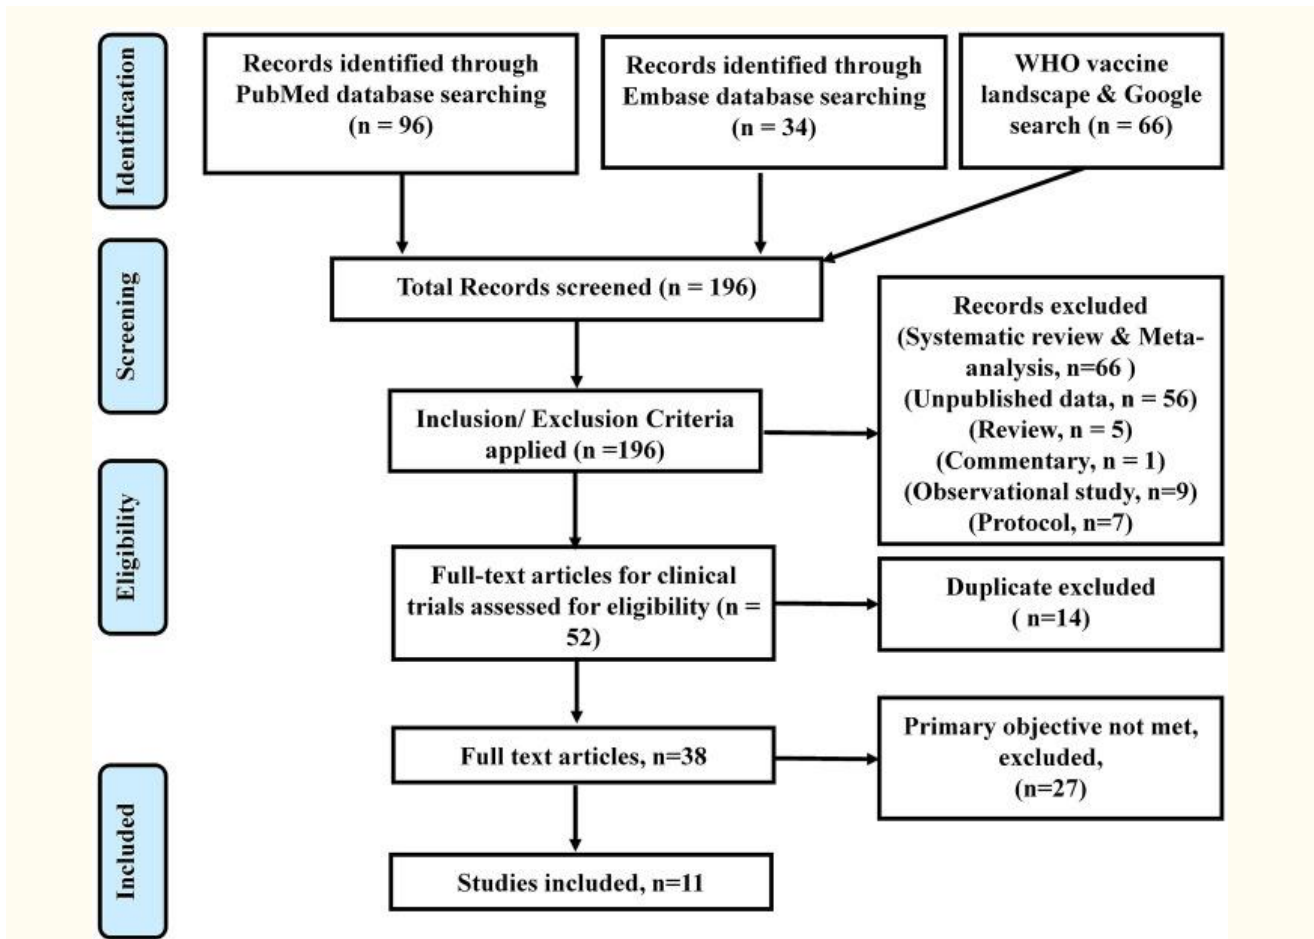 Identification
Records identified through
PubMed database searching
(n = 96)
Records identified through
Embase database searching
(n = 34)
WHO vaccine
landscape & Google
search (n = 66)
Screening
Total Records screened (n = 196)
Inclusion/ Exclusion Criteria
applied (n =196)
Records excluded
(Systematic review & Meta-
analysis, n=66 )
(Unpublished data, n = 56)
(Review, n = 5)
(Commentary, n = 1)
(Observational study, n=9)
(Protocol, n=7)
Eligibility
Full-text articles for clinical
trials assessed for eligibility (n =
52)
Duplicate excluded
( n=14)
Full text articles, n=38
Primary objective not met,
excluded,
(n=27)
Included
Studies included, n=11